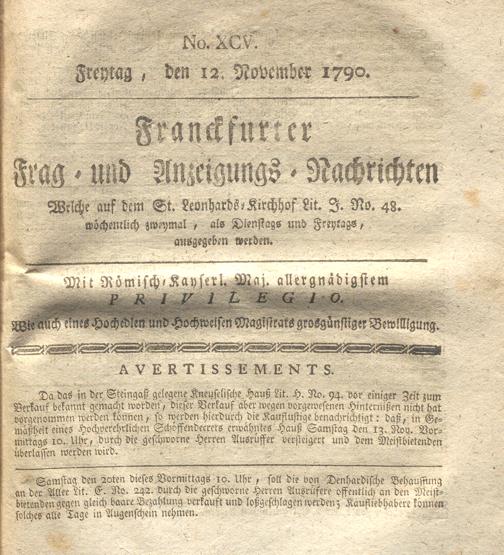 No. XCV.
Freytag, den 12. November 1790.
Franckfurter
Frag- und Anzeigungs-Nachrichten
Welche auf dem St. Leonhards-Kirchhof Lit. J. No. 48.
wöchentlich zweymal, als Dienstags und Freytags,
ausgegeben werden.
Mit Römisch-Kayserl. Maj. allergnädigstem
PRIVILEGIO.
Wie auch eines Hochedlen und Hochweisen Magistrats grosgünstiger Bewilligung.
AVERTISSEMENTS.
Da das in der Steingaß gelegene Kneuselische Hauß Lit. H. No. 94. vor einiger Zeit zum
Verkauf bekannt gemacht worden, dieser Verkauf aber wegen vorgewesenen Hinternißen nicht hat
vorgenommen werden können, so werden hierdurch die Kauflustige benachrichtigt: daß, in Ge-
mäßheit eines Hochverehrlichen Schöffendecrets erwähntes Hauß Samstag den 13. Nov. Vor-
mittags 10. Uhr, durch die geschworne Herren Ausrüffer versteigert und dem Meistbietenden
überlassen werden wird.
Samstag den 20ten dieses Vormittags 10. Uhr, soll die von Denhardische Behaussung
an der Aller Lit. E. No. 242. durch die geschworne Herren Ausrüfere offentlich an den Meist-
bietenden gegen gleich baare Bezahlung verkauft und loßgeschlagen werden; Kaufliebhabere können
solches alle Tage in Augenschein nehmen.